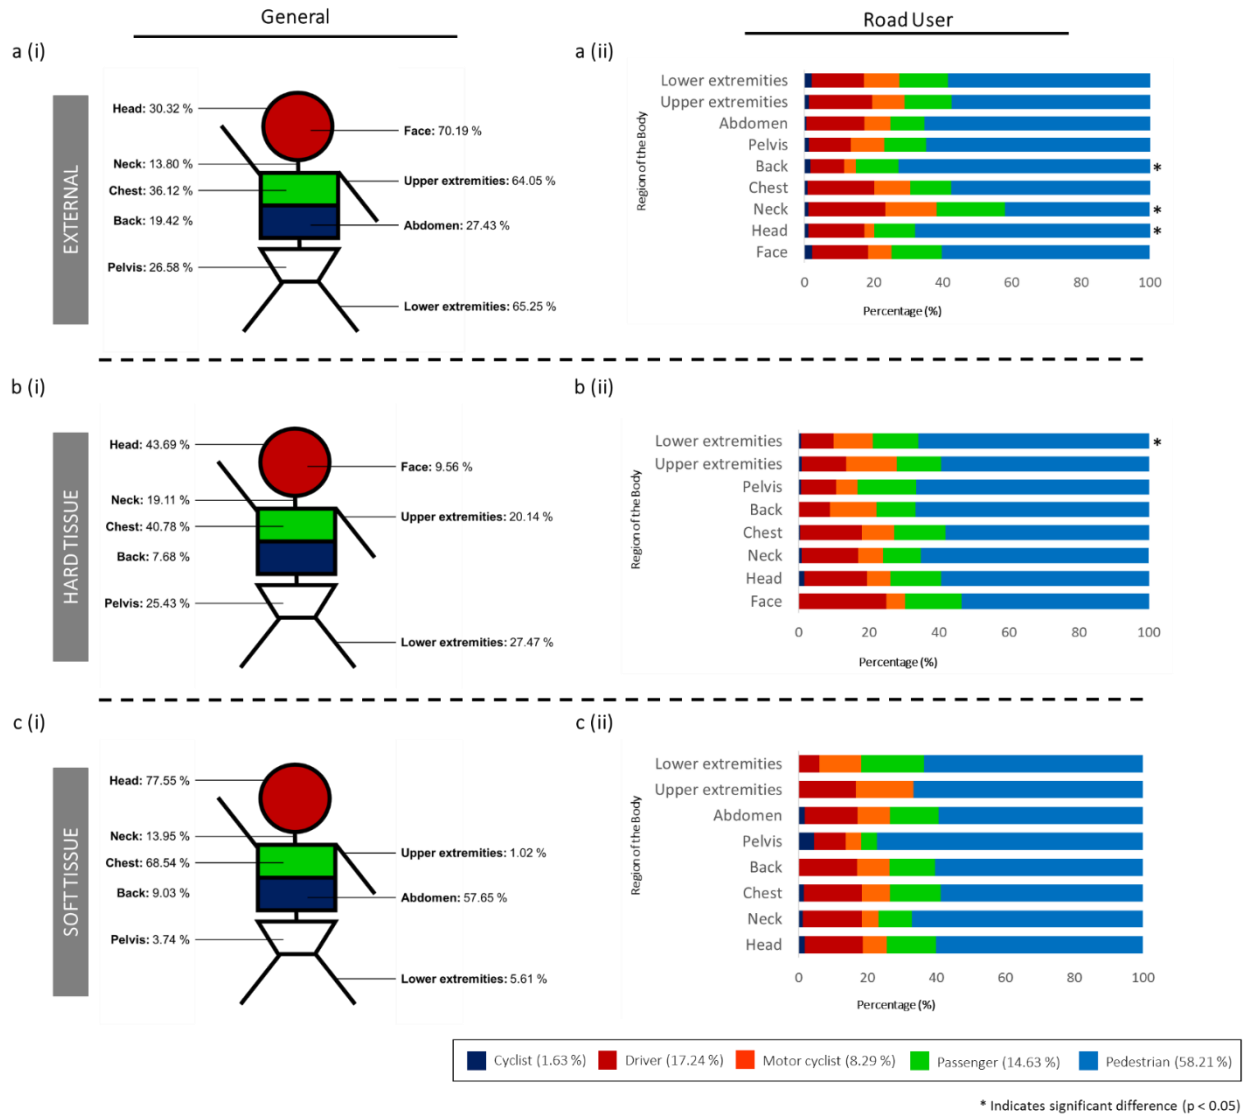 General
Road User
a (i)
a (ii)
EXTERNAL
Head: 30.32 %
Face: 70.19 %
Neck: 13.80 %
Chest: 36.12 %
Upper extremities: 64.05 %
Back: 19.42 %
Abdomen: 27.43 %
Pelvis: 26.58 %
Lower extremities: 65.25 %
Region of the Body
Lower extremities
Upper extremities
Abdomen
Pelvis
Back *
Chest
Neck *
Head *
Face
0 20 40 60 80 100
Percentage (%)
b (i)
b (ii)
HARD TISSUE
Head: 43.69 %
Face: 9.56 %
Neck: 19.11 %
Chest: 40.78 %
Upper extremities: 20.14 %
Back: 7.68 %
Pelvis: 25.43 %
Lower extremities: 27.47 %
Region of the Body
Lower extremities *
Upper extremities
Pelvis
Back
Chest
Neck
Head
Face
0 20 40 60 80 100
Percentage (%)
c (i)
c (ii)
SOFT TISSUE
Head: 77.55 %
Neck: 13.95 %
Chest: 68.54 %
Upper extremities: 1.02 %
Back: 9.03 %
Abdomen: 57.65 %
Pelvis: 3.74 %
Lower extremities: 5.61 %
Region of the Body
Lower extremities
Upper extremities
Abdomen
Pelvis
Back
Chest
Neck
Head
0 20 40 60 80 100
Percentage (%)
Cyclist (1.63 %) Driver (17.24 %) Motor cyclist (8.29 %) Passenger (14.63 %) Pedestrian (58.21 %)
* Indicates significant difference (p < 0.05)